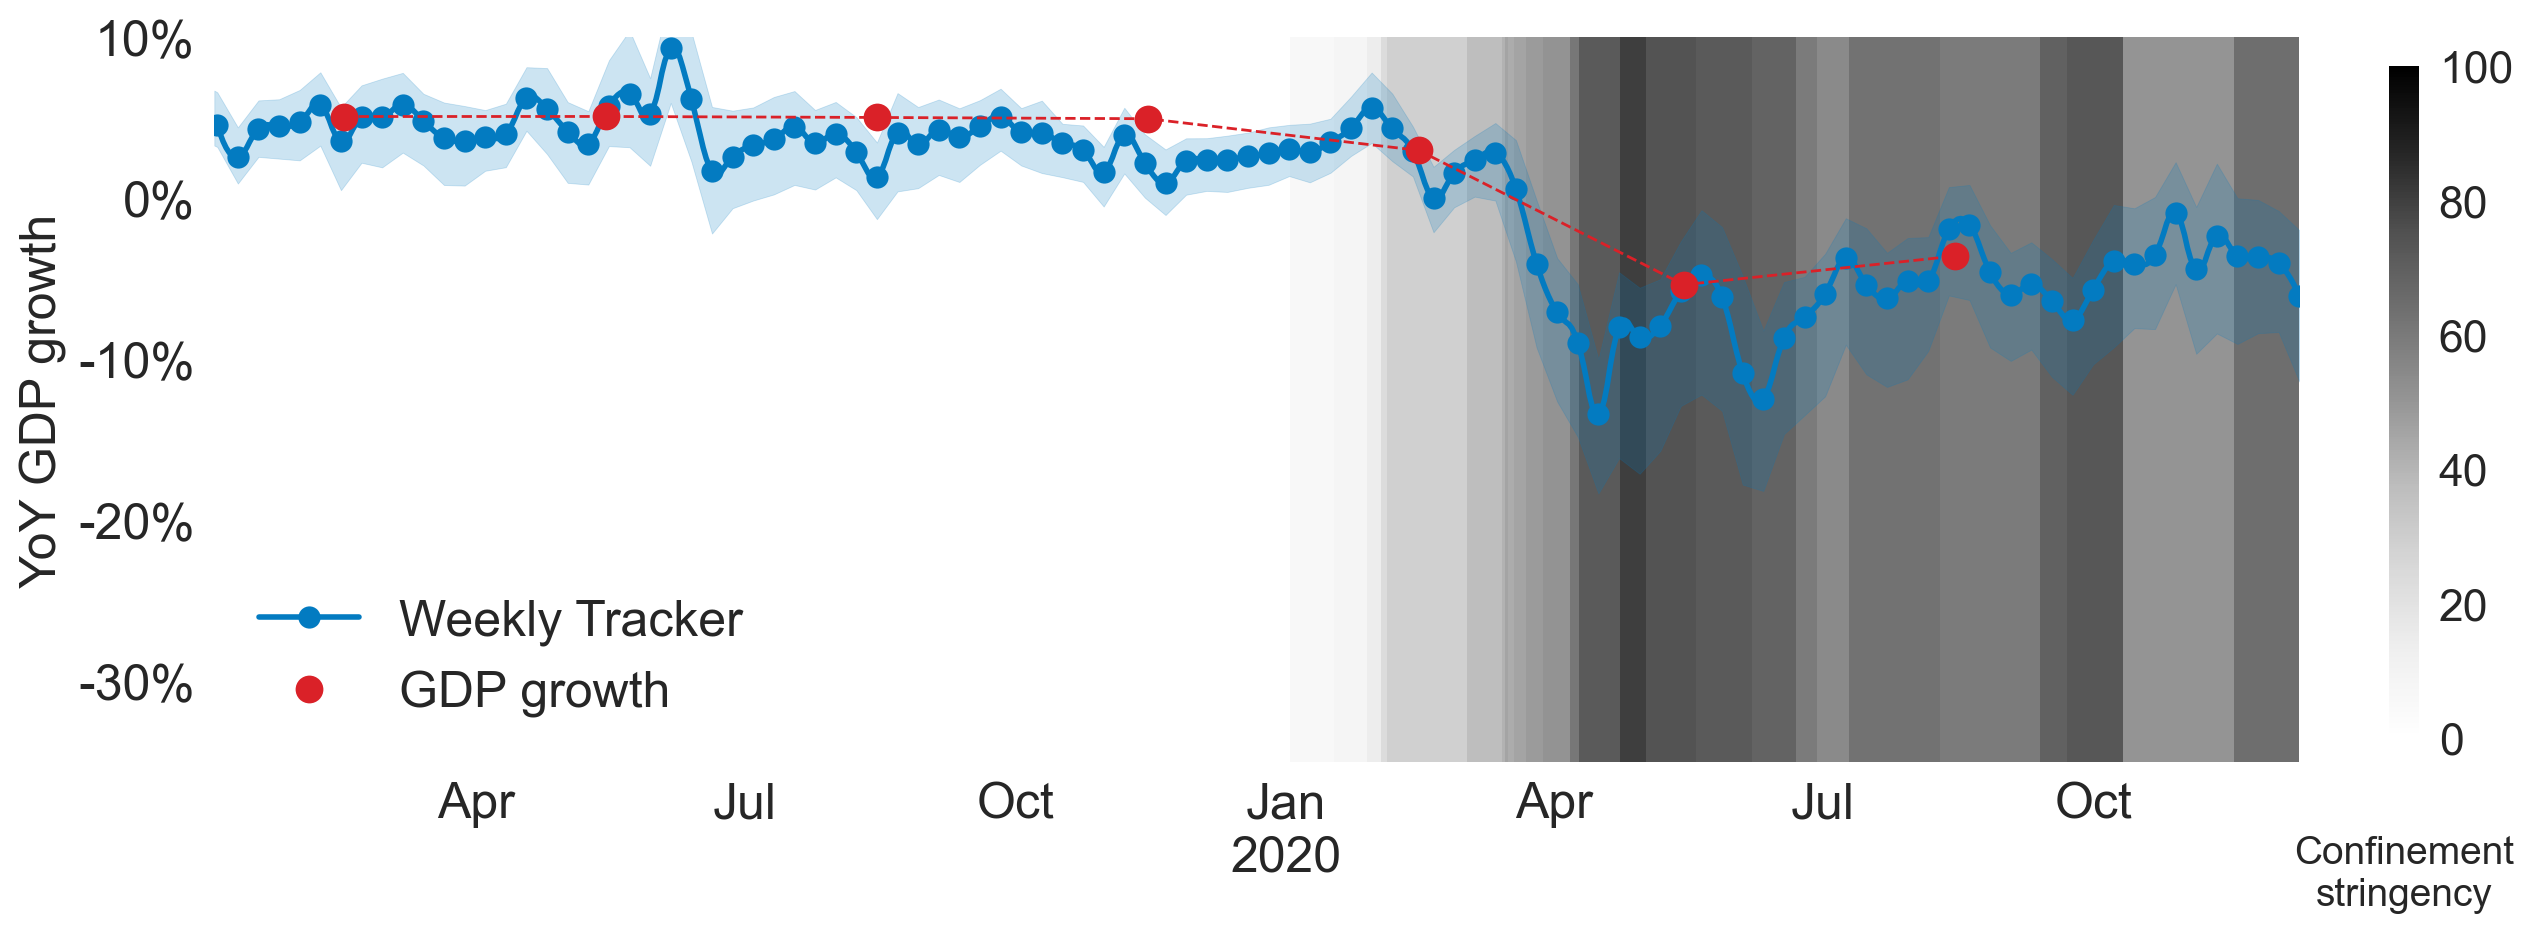 10%
0%
-10%
-20%
-30%
YoY GDP growth
Weekly Tracker
GDP growth
Apr
Jul
Oct
Jan
2020
Apr
Jul
Oct
100
80
60
40
20
0
Confinement
stringency